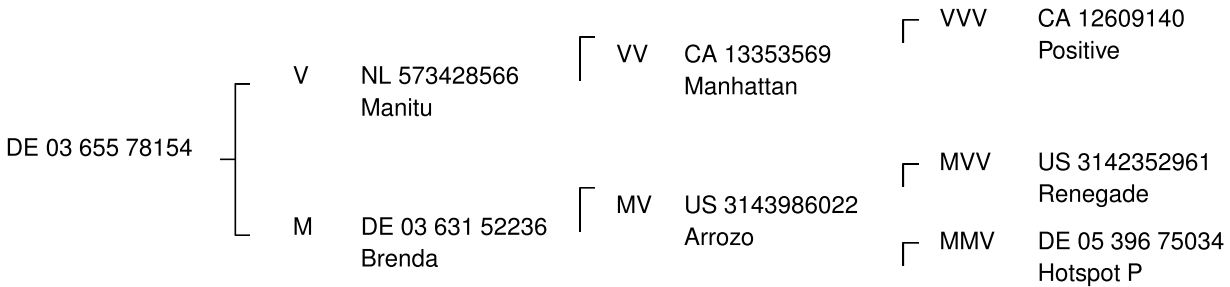 VVV CA 12609140
Positive
VV CA 13353569
Manhattan
V NL 573428566
Manitu
DE 03 655 78154
MVV US 3142352961
Renegade
MV US 3143986022
Arrozo
M DE 03 631 52236
Brenda
MMV DE 05 396 75034
Hotspot P